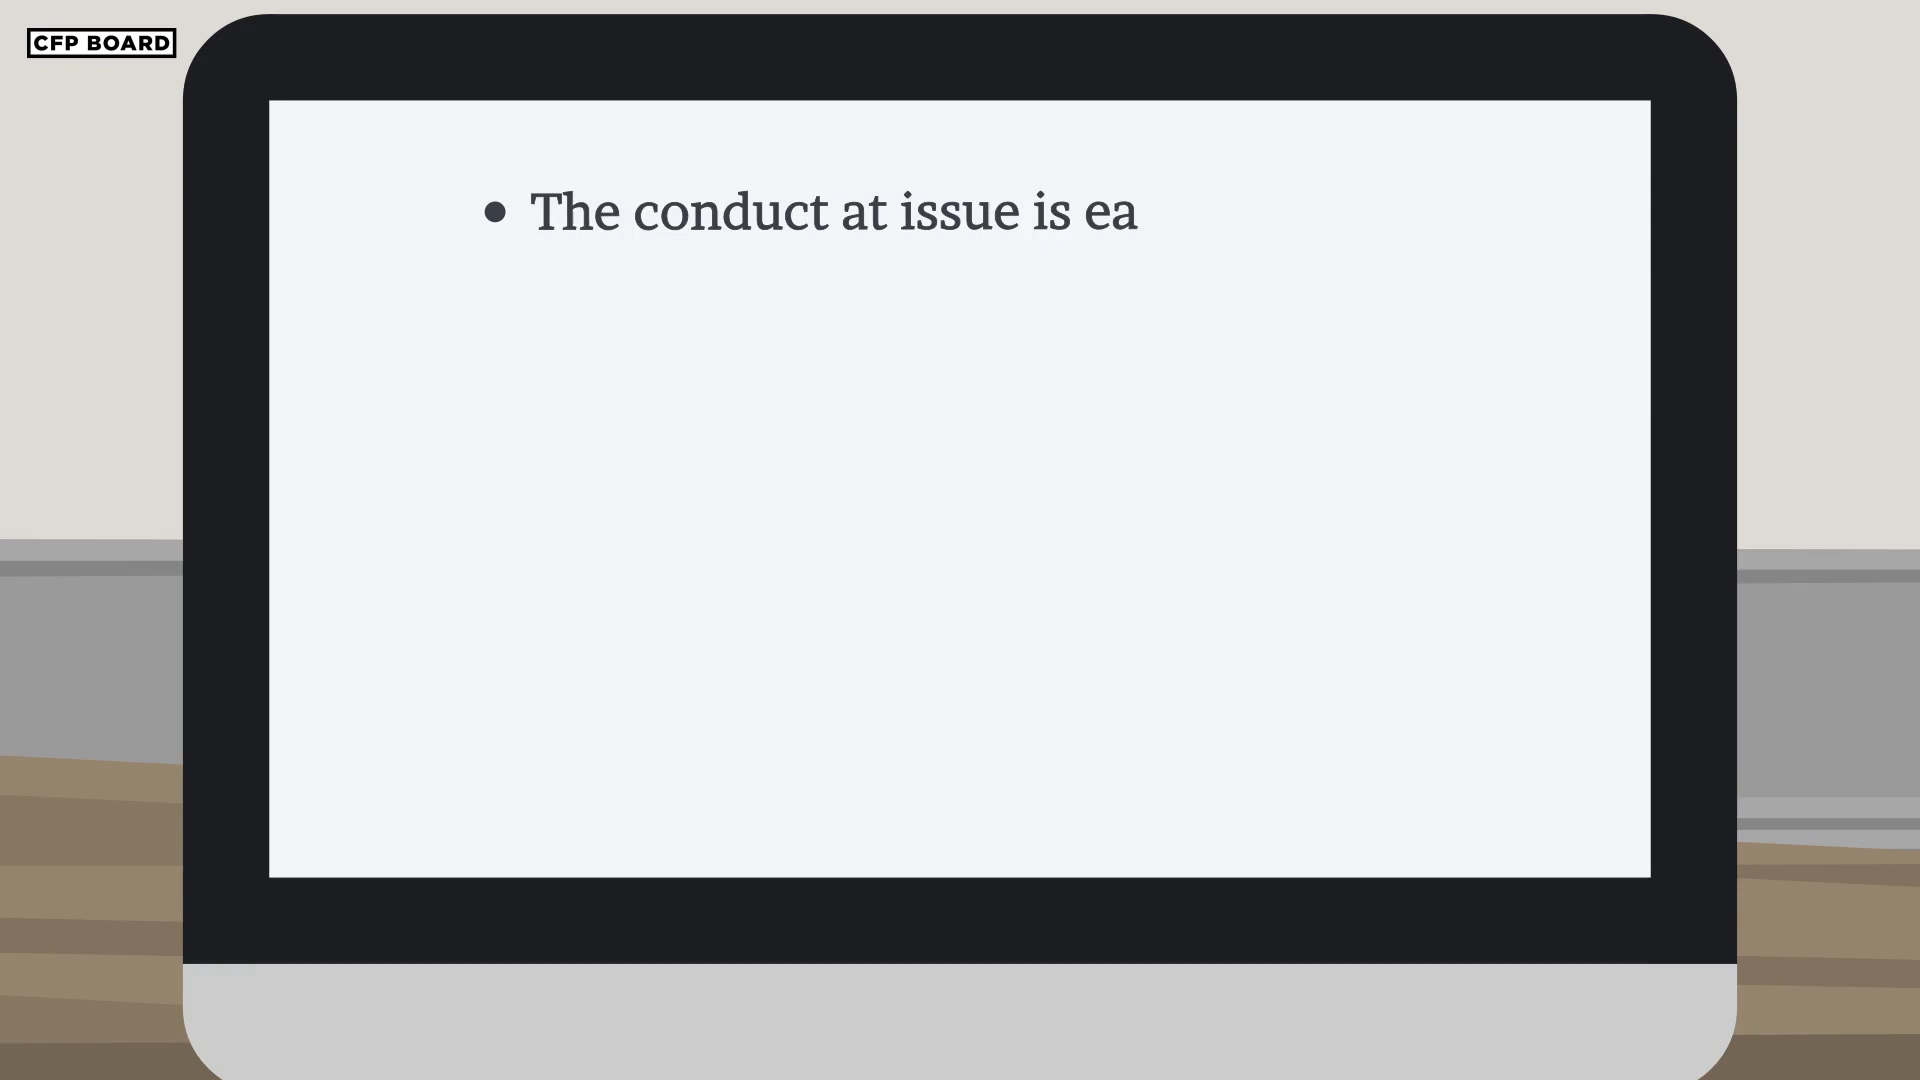 CFP BOARD
• The conduct at issue is ea